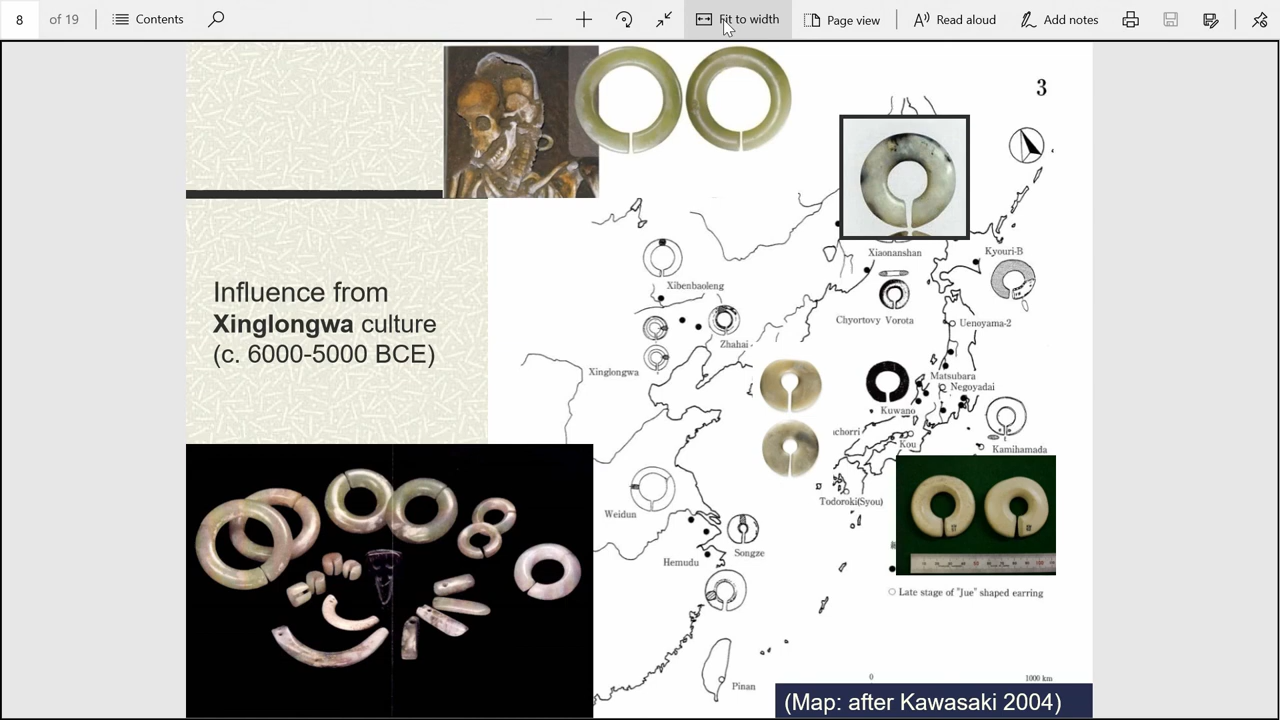 8 of 19 Contents Fit to width Page view Read aloud Add notes
3
Influence from
Xinglongwa culture
(c. 6000-5000 BCE)
Xiaonanshan
Kyouri-B
Xibenbaoleng
Chyortovy Vorota
Uenoyama-2
Zhahai
Xinglongwa
Matsubara
Negoyadai
Kuwano
chorri
Kou
Kamihamada
Todoroki(Syou)
Weidun
Songze
Hemudu
○ Late stage of "Jue" shaped earring
Pinan
0 1000 km
(Map: after Kawasaki 2004)